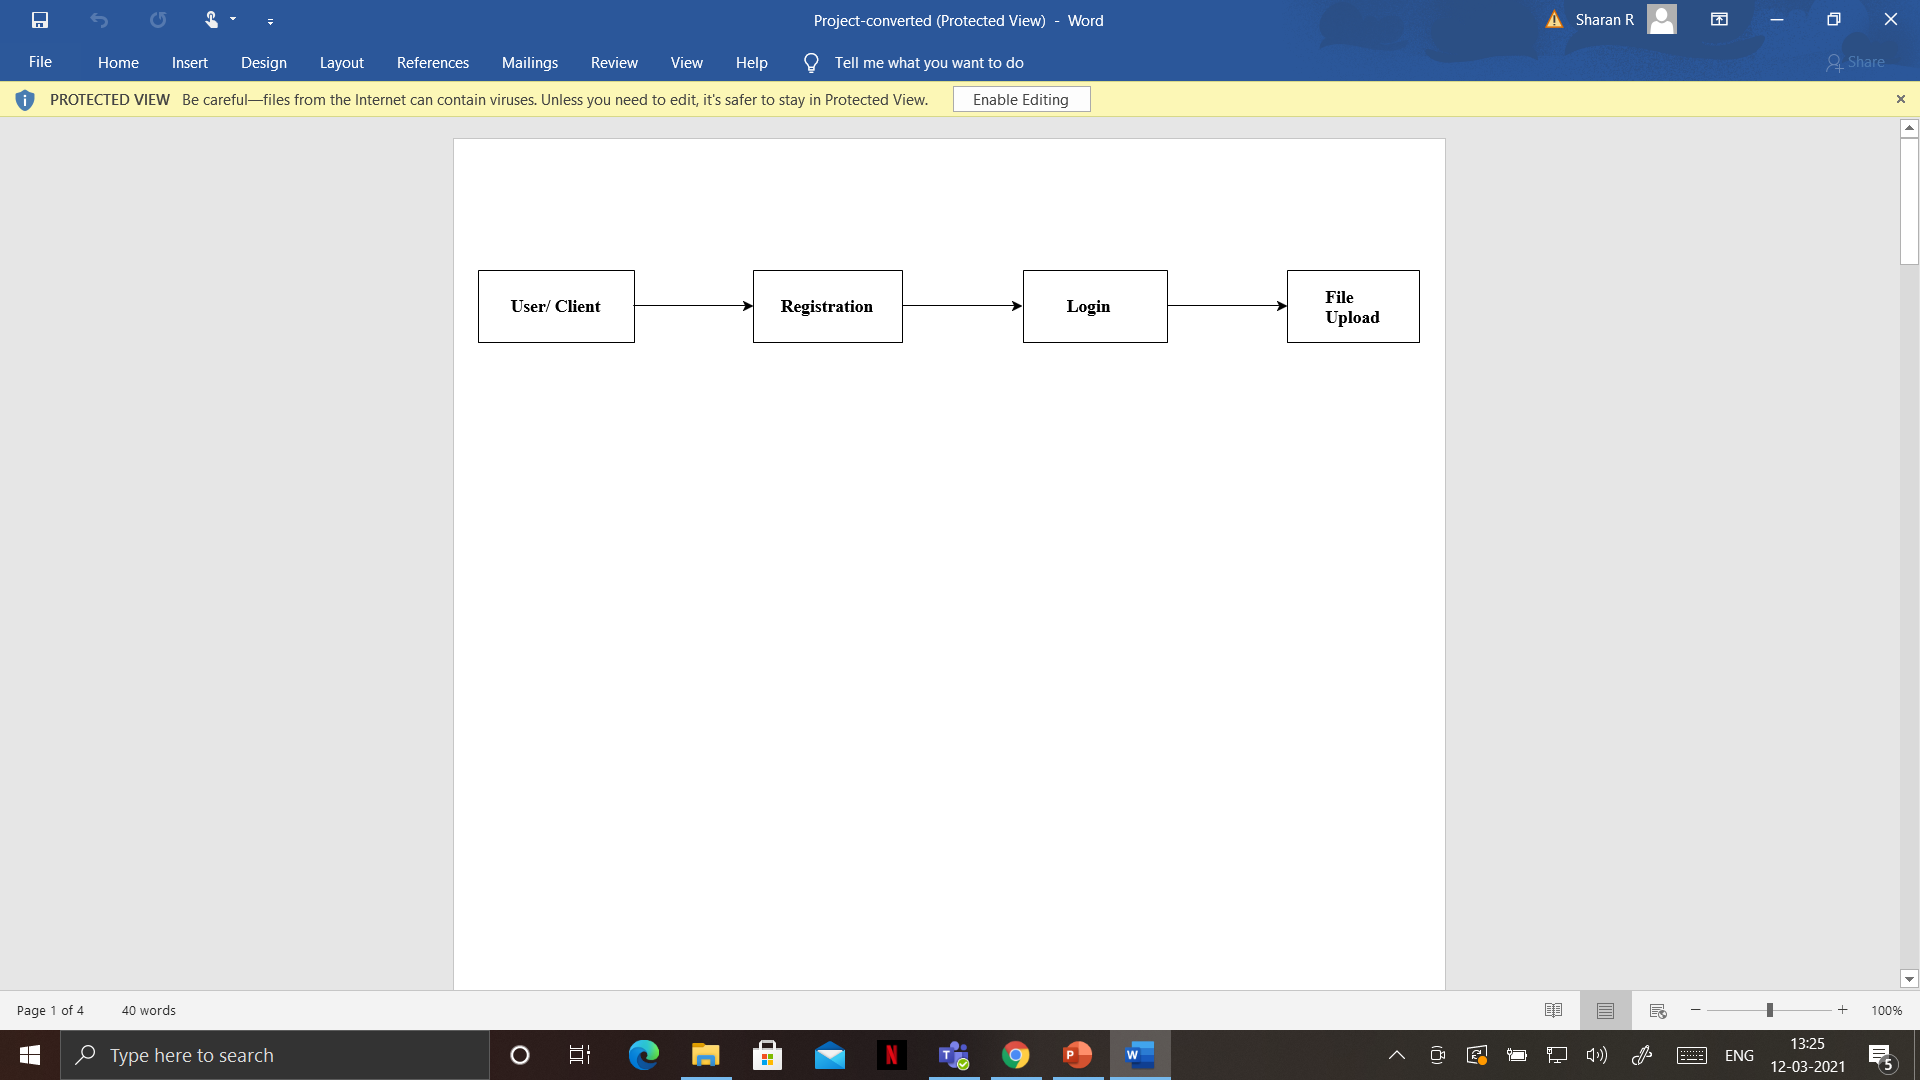 Project-converted (Protected View) - Word
Sharan R
File Home Insert Design Layout References Mailings Review View Help Tell me what you want to do Share
PROTECTED VIEW Be careful—files from the Internet can contain viruses. Unless you need to edit, it's safer to stay in Protected View. Enable Editing
User/ Client
Registration
Login
File
Upload
Page 1 of 4 40 words 100%
Type here to search
N
T
P
W
ENG
13:25
12-03-2021
5